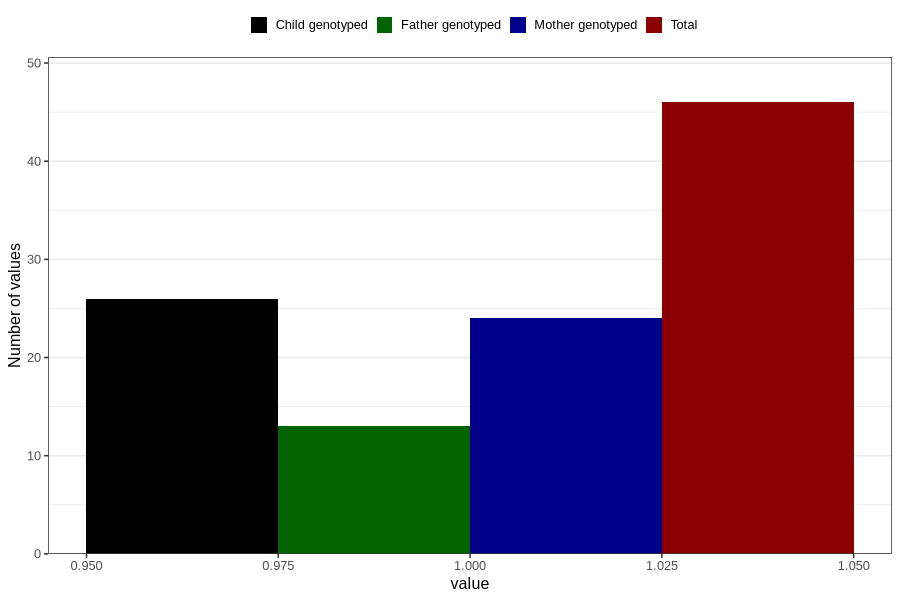 Child genotyped Father genotyped Mother genotyped Total
50
40
30
20
10
0
Number of values
0.950 0.975 1.000 1.025 1.050
value